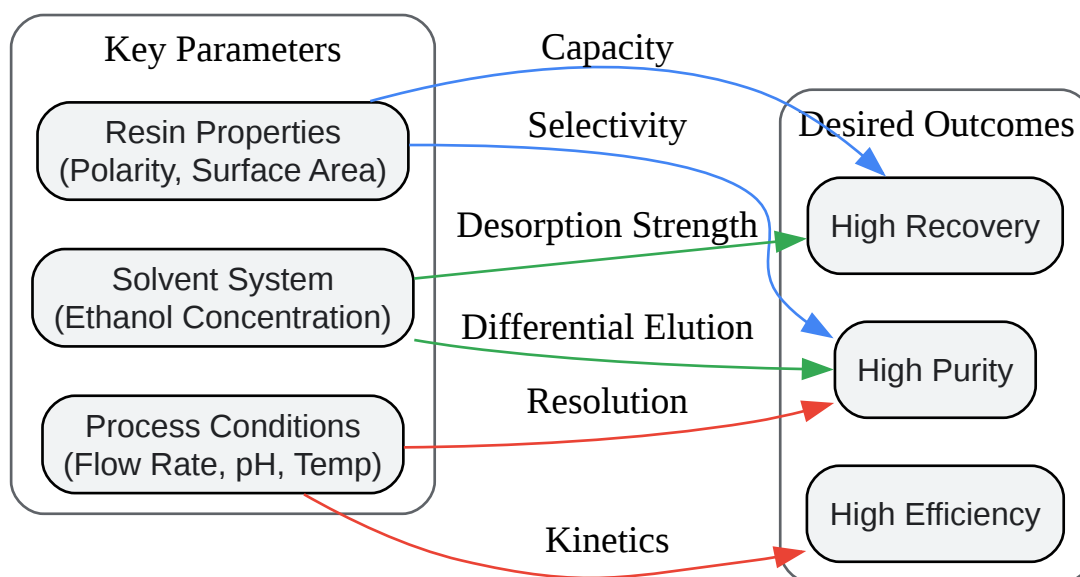 Key Parameters
Resin Properties
(Polarity, Surface Area)
Solvent System
(Ethanol Concentration)
Process Conditions
(Flow Rate, pH, Temp)
Capacity
Selectivity
Desorption Strength
Differential Elution
Resolution
Kinetics
Desired Outcomes
High Recovery
High Purity
High Efficiency